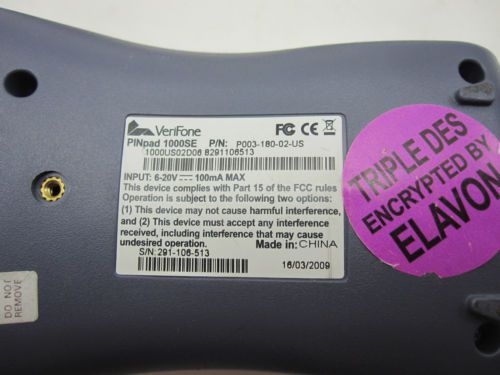 VeriFone
FC CE
PINpad 1000SE P/N: P003-180-02-US
1000US02D06 8291106513
INPUT: 6-20V 100mA MAX
This device complies with Part 15 of the FCC rules
Operation is subject to the following two options:
(1) This device may not cause harmful interference,
and (2) This device must accept any interference
received, including interference that may cause
undesired operation. Made in: CHINA
S/N: 291-106-513
16/03/2009
TRIPLE DES
ENCRYPTED BY
ELAVON
DO NOT
REMOVE